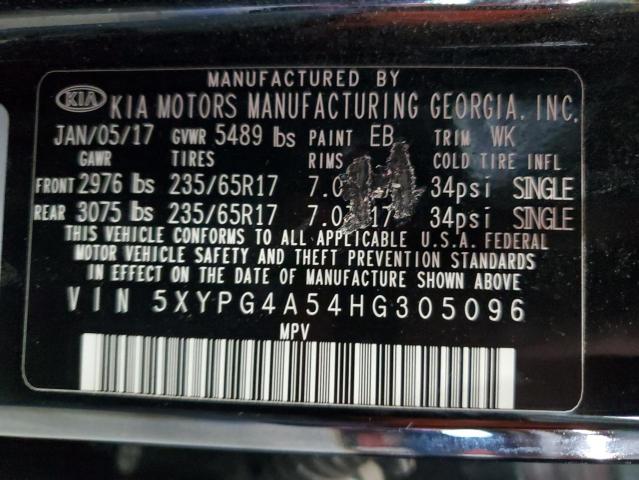 MANUFACTURED BY
KIA KIA MOTORS MANUFACTURING GEORGIA, INC.
JAN/05/17 GVWR 5489 lbs PAINT EB TRIM WK
GAWR TIRES RIMS COLD TIRE INFL
FRONT 2976 lbs 235/65R17 34psi SINGLE
REAR 3075 lbs 235/65R17 34psi SINGLE
THIS VEHICLE CONFORMS TO ALL APPLICABLE U.S.A. FEDERAL
MOTOR VEHICLE SAFETY AND THEFT PREVENTION STANDARDS
IN EFFECT ON THE DATE OF MANUFACTURE SHOWN ABOVE
VIN 5XYPG4A54HG305096
MPV